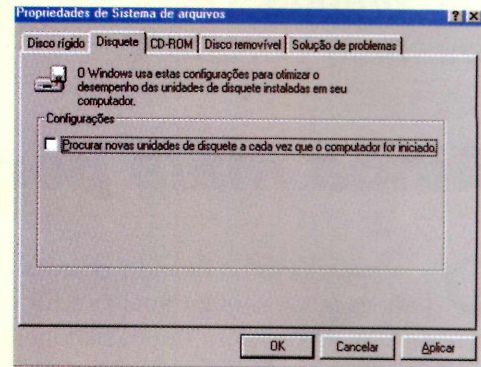 Propriedades de Sistema de arquivos
Disco rígido Disquete CD-ROM Disco removível Solução de problemas
O Windows usa estas configurações para otimizar o
desempenho das unidades de disquete instaladas em seu
computador.
Configurações
Procurar novas unidades de disquete a cada vez que o computador for iniciado.
OK Cancelar Aplicar